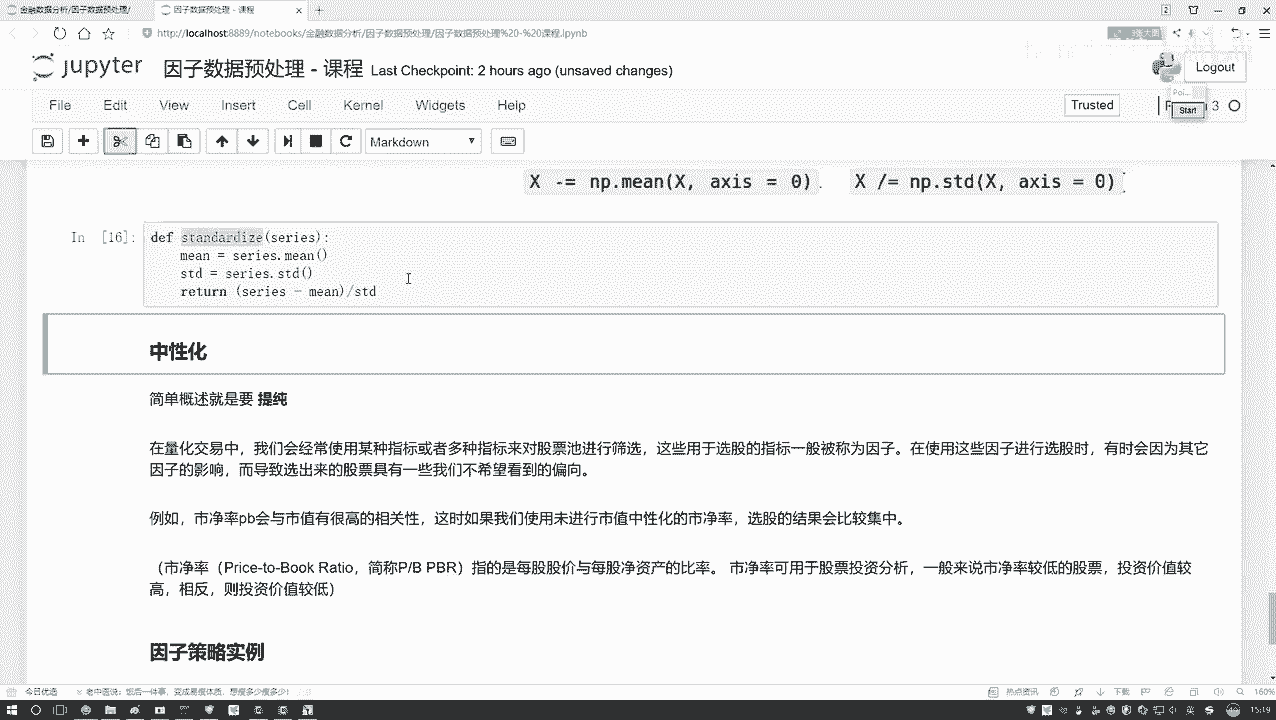 金融数据分析/因子数据预处理/
因子数据预处理 - 课程
http://localhost:8889/notebooks/金融数据分析/因子数据预处理/因子数据预处理%20-%20课程.ipynb
jupyter 因子数据预处理 - 课程 Last Checkpoint: 2 hours ago (unsaved changes)
Logout
File Edit View Insert Cell Kernel Widgets Help
Trusted
3
Start
Markdown
X -= np.mean(X, axis = 0). X /= np.std(X, axis = 0)
In [16]: def standardize(series):
mean = series.mean()
std = series.std()
return (series - mean)/std
中性化
简单概述就是要 提纯
在量化交易中，我们会经常使用某种指标或者多种指标来对股票池进行筛选，这些用于选股的指标一般被称为因子。在使用这些因子进行选股时，有时会因为其它
因子的影响，而导致选出来的股票具有一些我们不希望看到的偏向。
例如，市净率pb会与市值有很高的相关性，这时如果我们使用未进行市值中性化的市净率，选股的结果会比较集中。
（市净率（Price-to-Book Ratio，简称P/B PBR）指的是每股股价与每股净资产的比率。 市净率可用于股票投资分析，一般来说市净率较低的股票，投资价值较
高，相反，则投资价值较低）
因子策略实例
今日优选
热点资讯
下载
160%
15:19